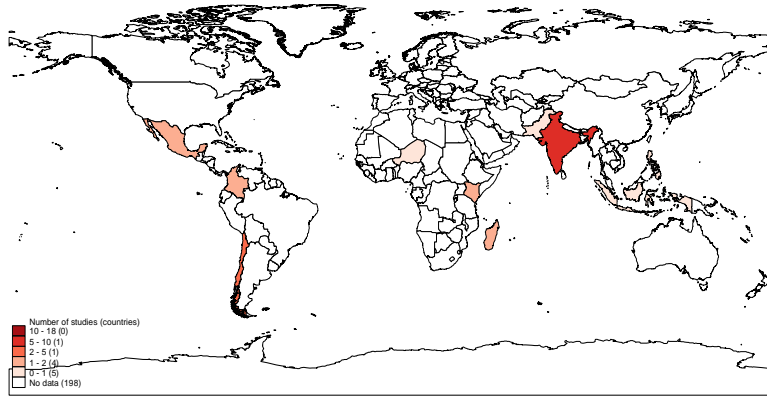 Number of studies (countries)
10 - 18 (0)
5 - 10 (1)
2 - 5 (1)
1 - 2 (4)
0 - 1 (5)
No data (198)